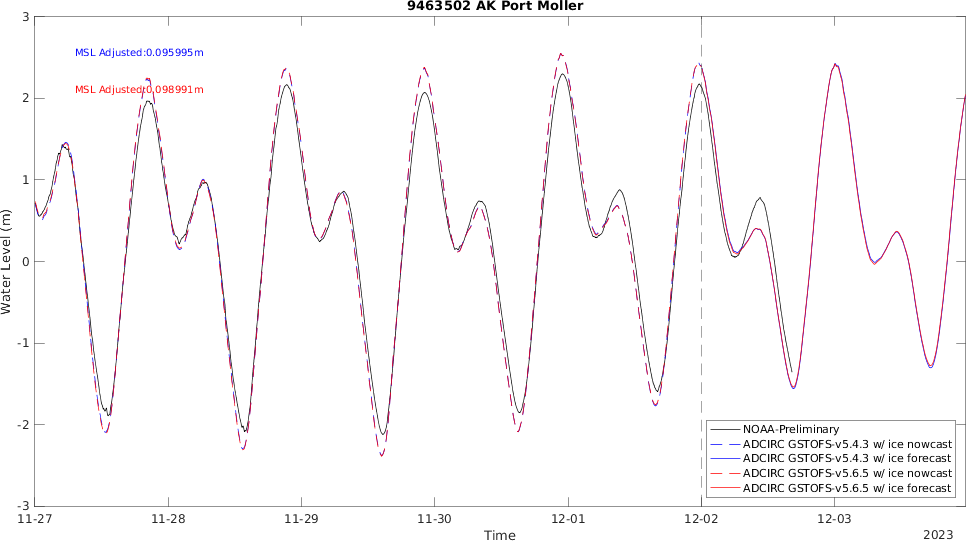 9463502 AK Port Moller
MSL Adjusted:0.095995m
MSL Adjusted:0.098991m
Water Level (m)
3
2
1
0
-1
-2
-3
11-27
11-28
11-29
11-30
12-01
12-02
12-03
Time
2023
NOAA-Preliminary
ADCIRC GSTOFS-v5.4.3 w/ ice nowcast
ADCIRC GSTOFS-v5.4.3 w/ ice forecast
ADCIRC GSTOFS-v5.6.5 w/ ice nowcast
ADCIRC GSTOFS-v5.6.5 w/ ice forecast